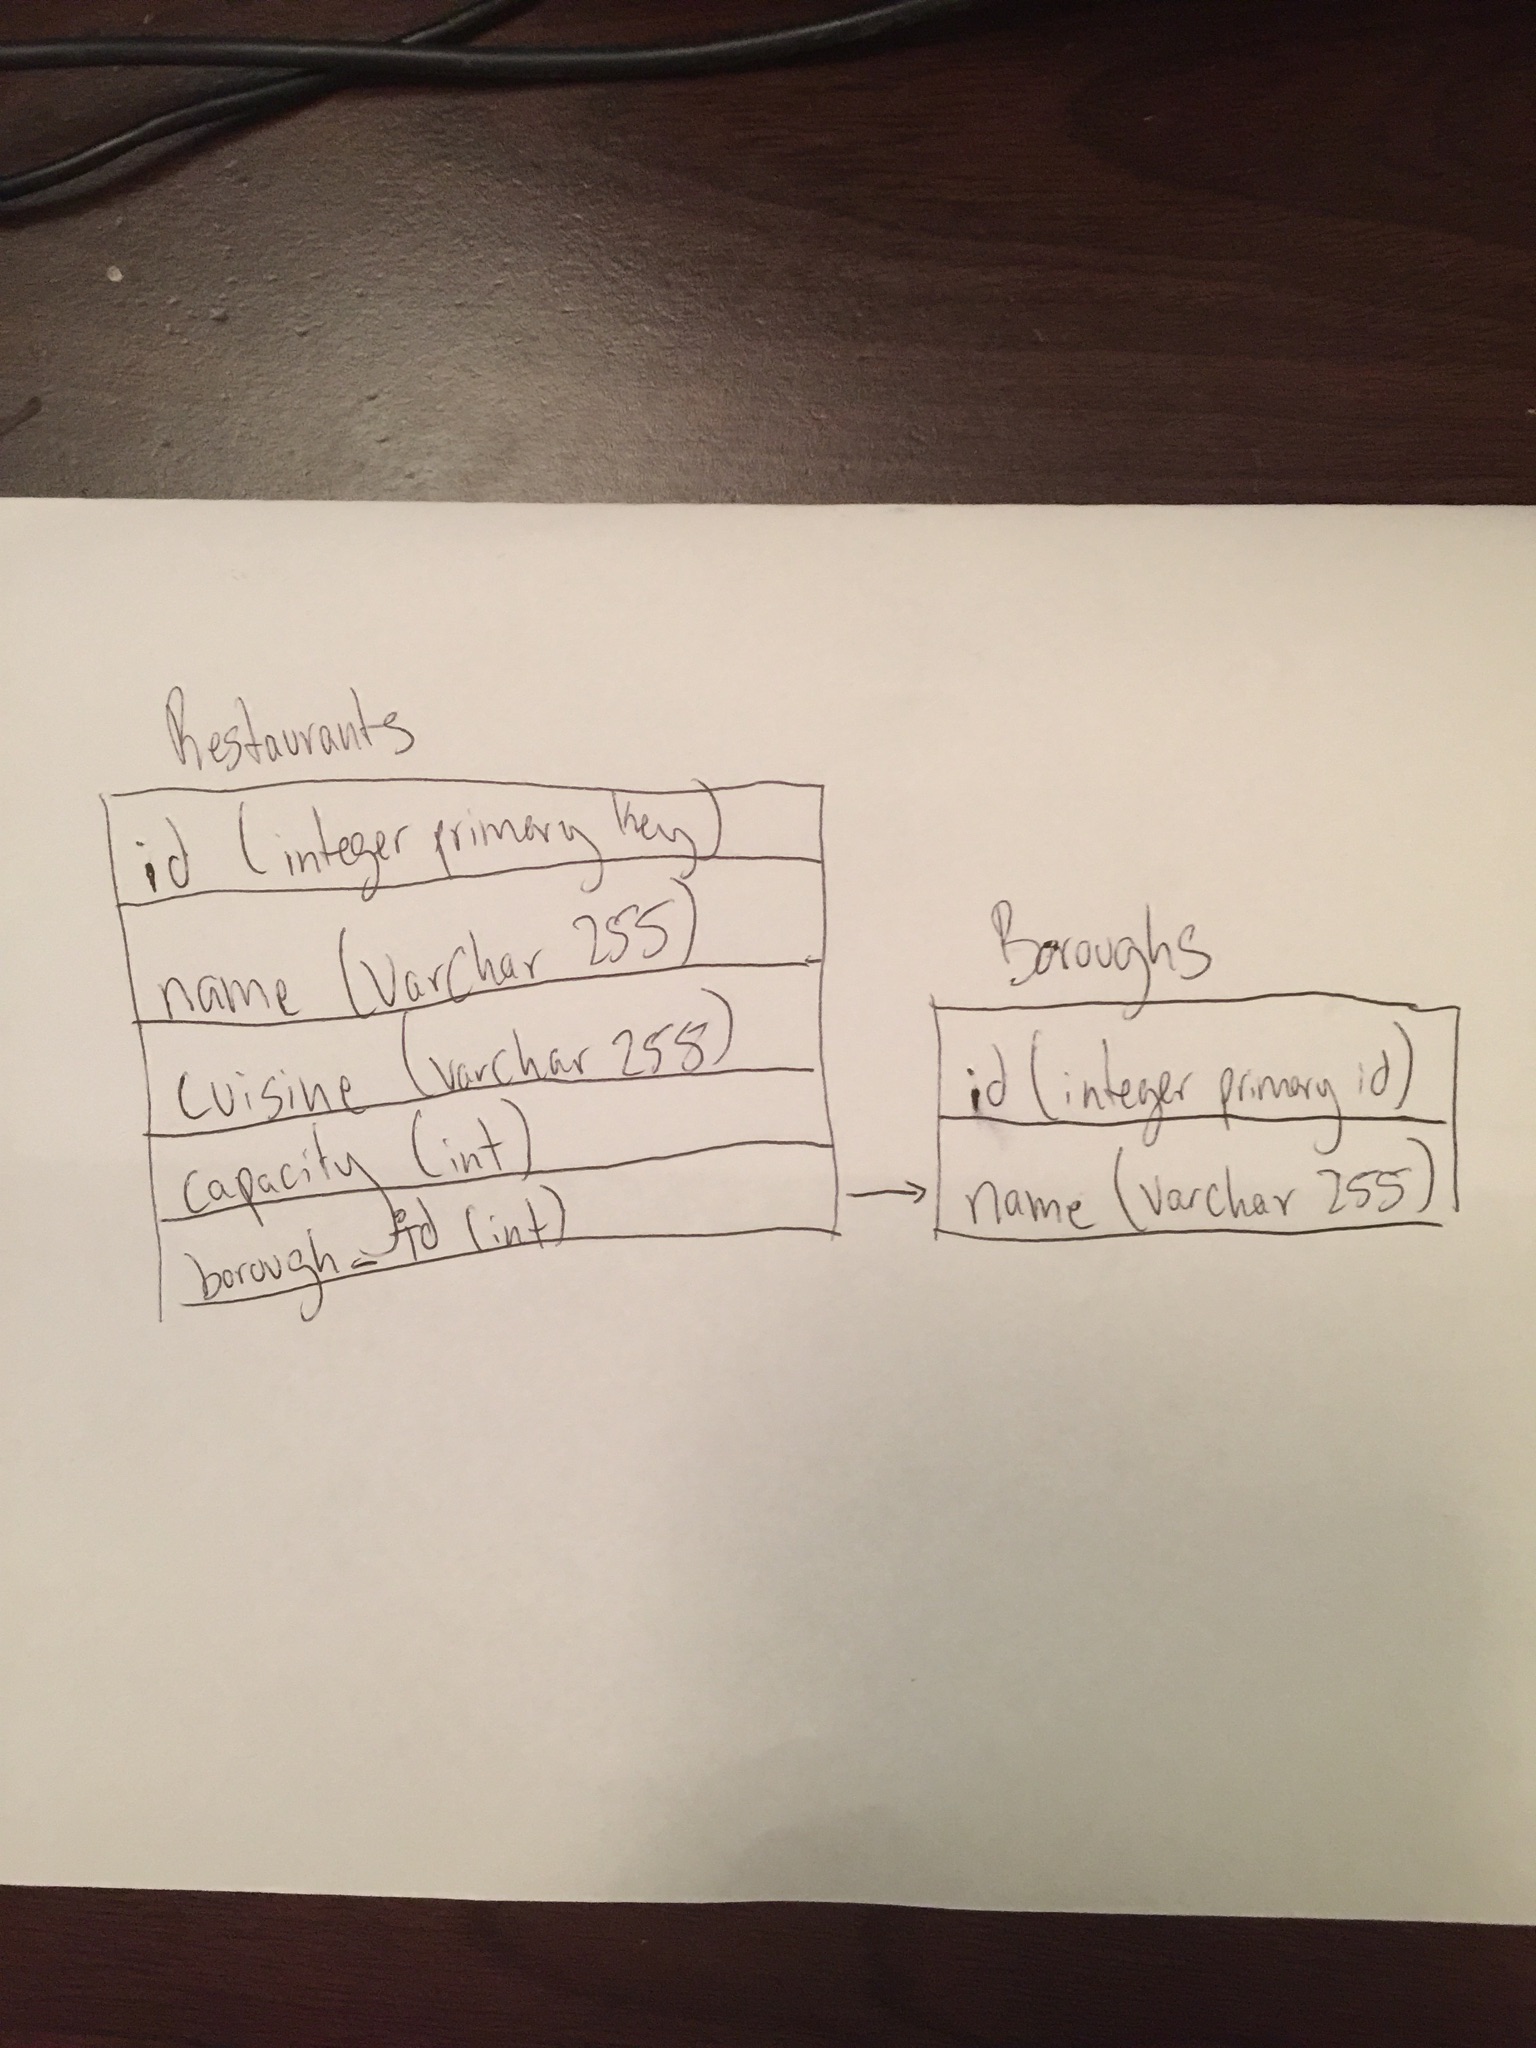 Restaurants
id (integer primary key)
name (Varchar 255)
cuisine (varchar 255)
capacity (int)
borough_id (int)
Boroughs
id (integer primary id)
name (Varchar 255)